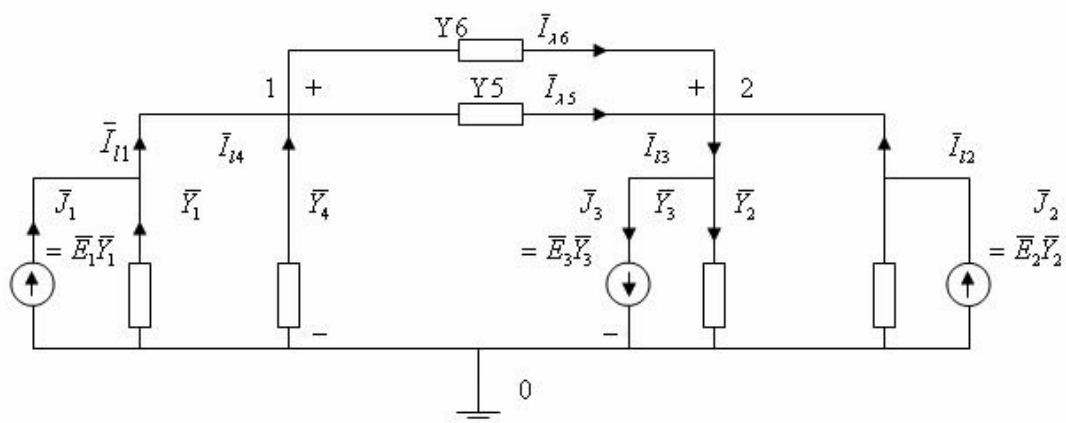 Y6 Ī_λ6
1 + Y5 Ī_λ5 + 2
Ī_l1 Ī_l4 Ī_l3 Ī_l2
J̄_1 Ȳ_1 Ȳ_4 J̄_3 Ȳ_3 Ȳ_2 J̄_2
= Ē_1Ȳ_1 = Ē_3Ȳ_3 = Ē_2Ȳ_2
− −
0